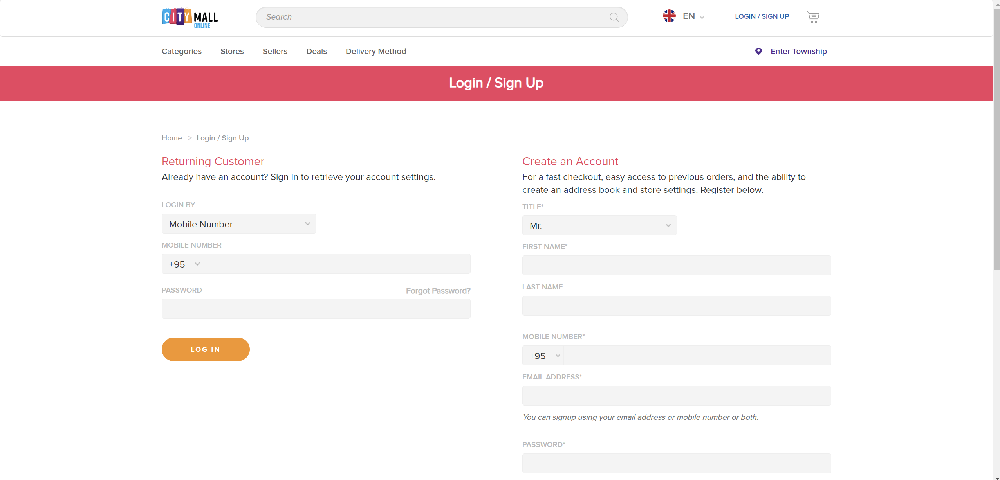 CITY MALL
ONLINE
Search
EN
LOGIN / SIGN UP
Categories
Stores
Sellers
Deals
Delivery Method
Enter Township
Login / Sign Up
Home > Login / Sign Up
Returning Customer
Already have an account? Sign in to retrieve your account settings.
LOGIN BY
Mobile Number
MOBILE NUMBER
+95
PASSWORD
Forgot Password?
LOG IN
Create an Account
For a fast checkout, easy access to previous orders, and the ability to
create an address book and store settings. Register below.
TITLE*
Mr.
FIRST NAME*
LAST NAME
MOBILE NUMBER*
+95
EMAIL ADDRESS*
You can signup using your email address or mobile number or both.
PASSWORD*